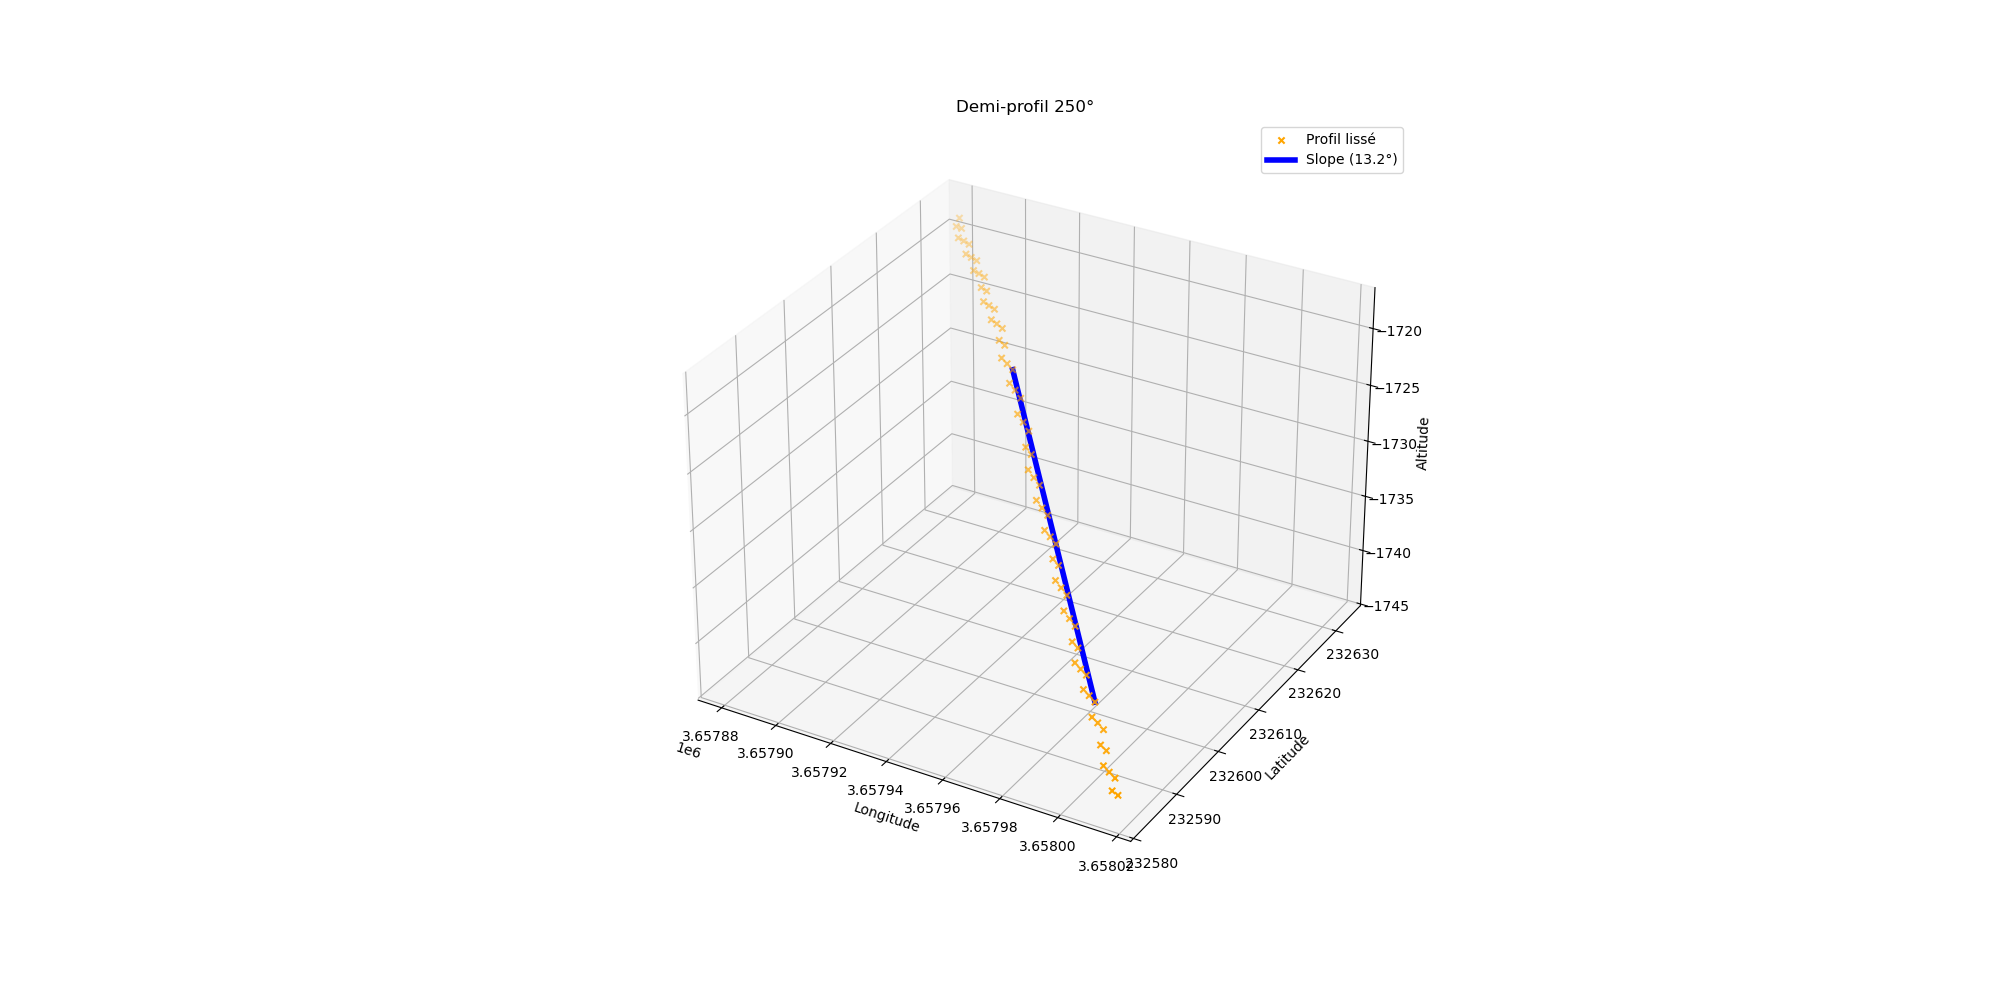 Demi-profil 250°
Profil lissé
Slope (13.2°)
−1720
−1725
−1730
−1735
−1740
−1745
Altitude
232630
232620
232610
232600
232590
232580
Latitude
3.65788
3.65790
3.65792
3.65794
3.65796
3.65798
3.65800
3.65802
1e6
Longitude